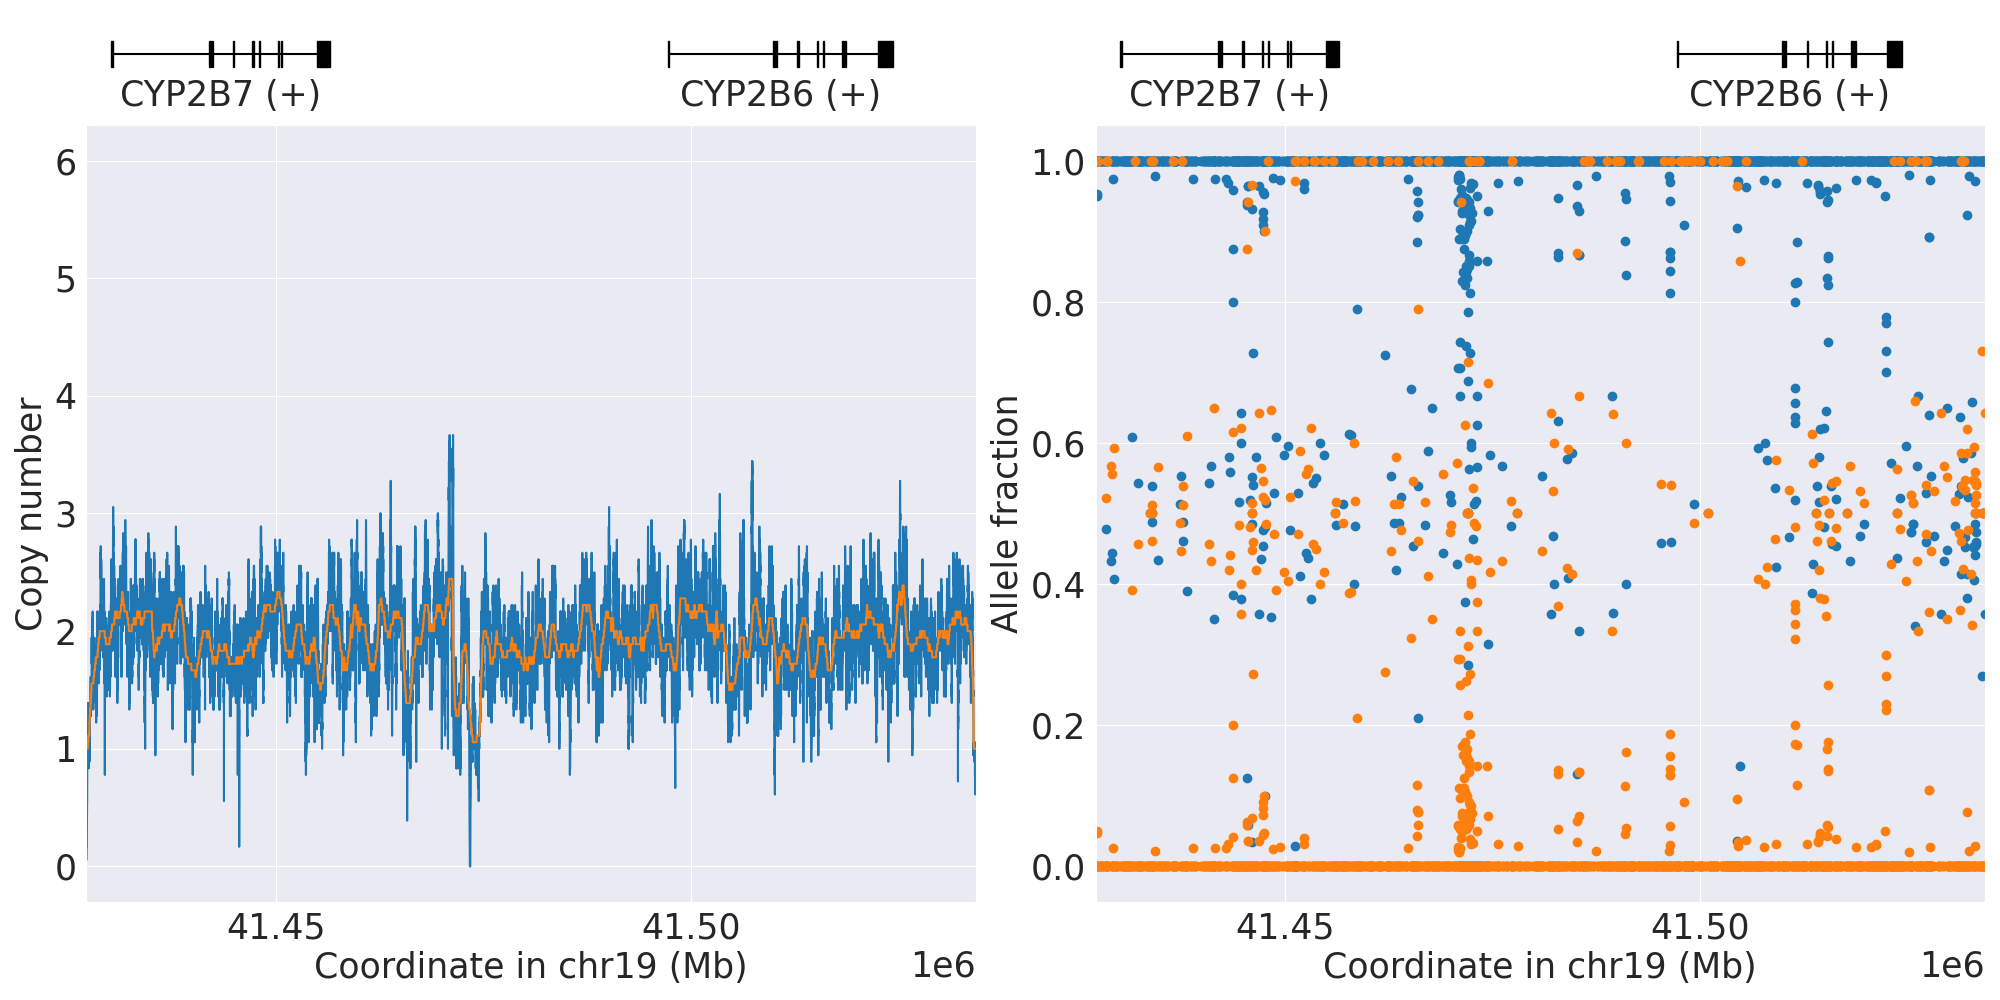 CYP2B7 (+)
CYP2B6 (+)
CYP2B7 (+)
CYP2B6 (+)
6
5
4
3
2
1
0
Copy number
41.45
41.50
Coordinate in chr19 (Mb)
1e6
1.0
0.8
0.6
0.4
0.2
0.0
Allele fraction
41.45
41.50
Coordinate in chr19 (Mb)
1e6